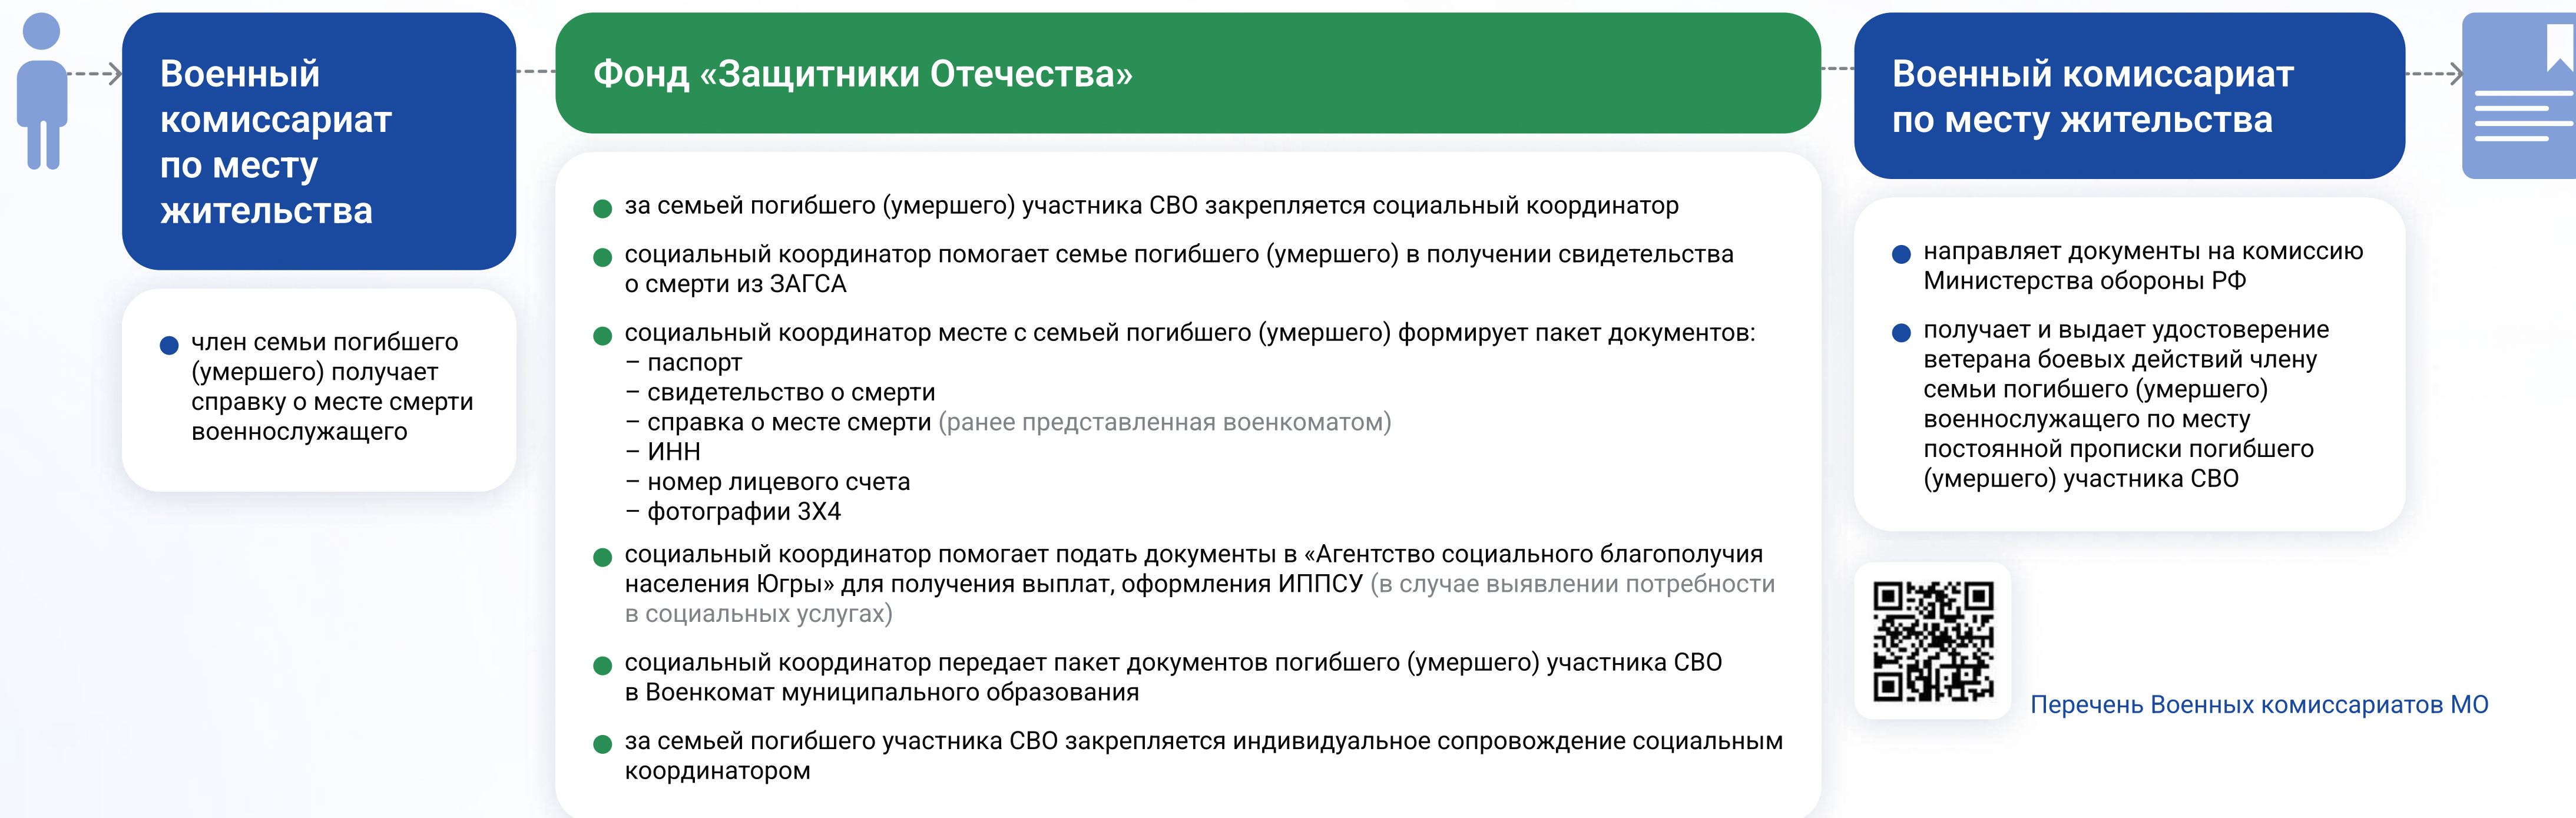 Военный
комиссариат
по месту
жительства
член семьи погибшего
(умершего) получает
справку о месте смерти
военнослужащего
Фонд «Защитники Отечества»
за семьей погибшего (умершего) участника СВО закрепляется социальный координатор
социальный координатор помогает семье погибшего (умершего) в получении свидетельства
о смерти из ЗАГСА
социальный координатор месте с семьей погибшего (умершего) формирует пакет документов:
– паспорт
– свидетельство о смерти
– справка о месте смерти (ранее представленная военкоматом)
– ИНН
– номер лицевого счета
– фотографии 3Х4
социальный координатор помогает подать документы в «Агентство социального благополучия
населения Югры» для получения выплат, оформления ИППСУ (в случае выявлении потребности
в социальных услугах)
социальный координатор передает пакет документов погибшего (умершего) участника СВО
в Военкомат муниципального образования
за семьей погибшего участника СВО закрепляется индивидуальное сопровождение социальным
координатором
Военный комиссариат
по месту жительства
направляет документы на комиссию
Министерства обороны РФ
получает и выдает удостоверение
ветерана боевых действий члену
семьи погибшего (умершего)
военнослужащего по месту
постоянной прописки погибшего
(умершего) участника СВО
Перечень Военных комиссариатов МО